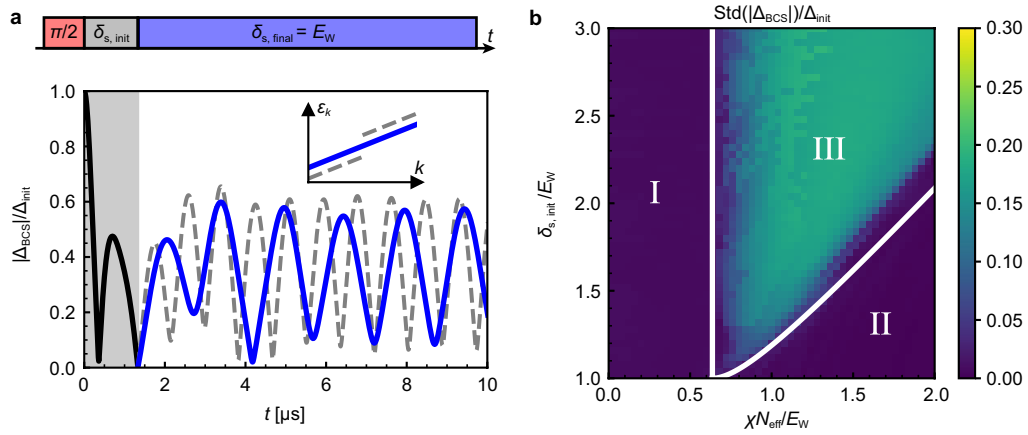 a
π/2 δs, init δs, final = EW t
|ΔBCS|/Δinit
1.0
0.8
0.6
0.4
0.2
0.0
0 2 4 6 8 10
t [µs]
εk
k
b
Std(|ΔBCS|)/Δinit
δs, init/EW
3.0
2.5
2.0
1.5
1.0
I
III
II
0.0 0.5 1.0 1.5 2.0
χNeff/EW
0.30
0.25
0.20
0.15
0.10
0.05
0.00